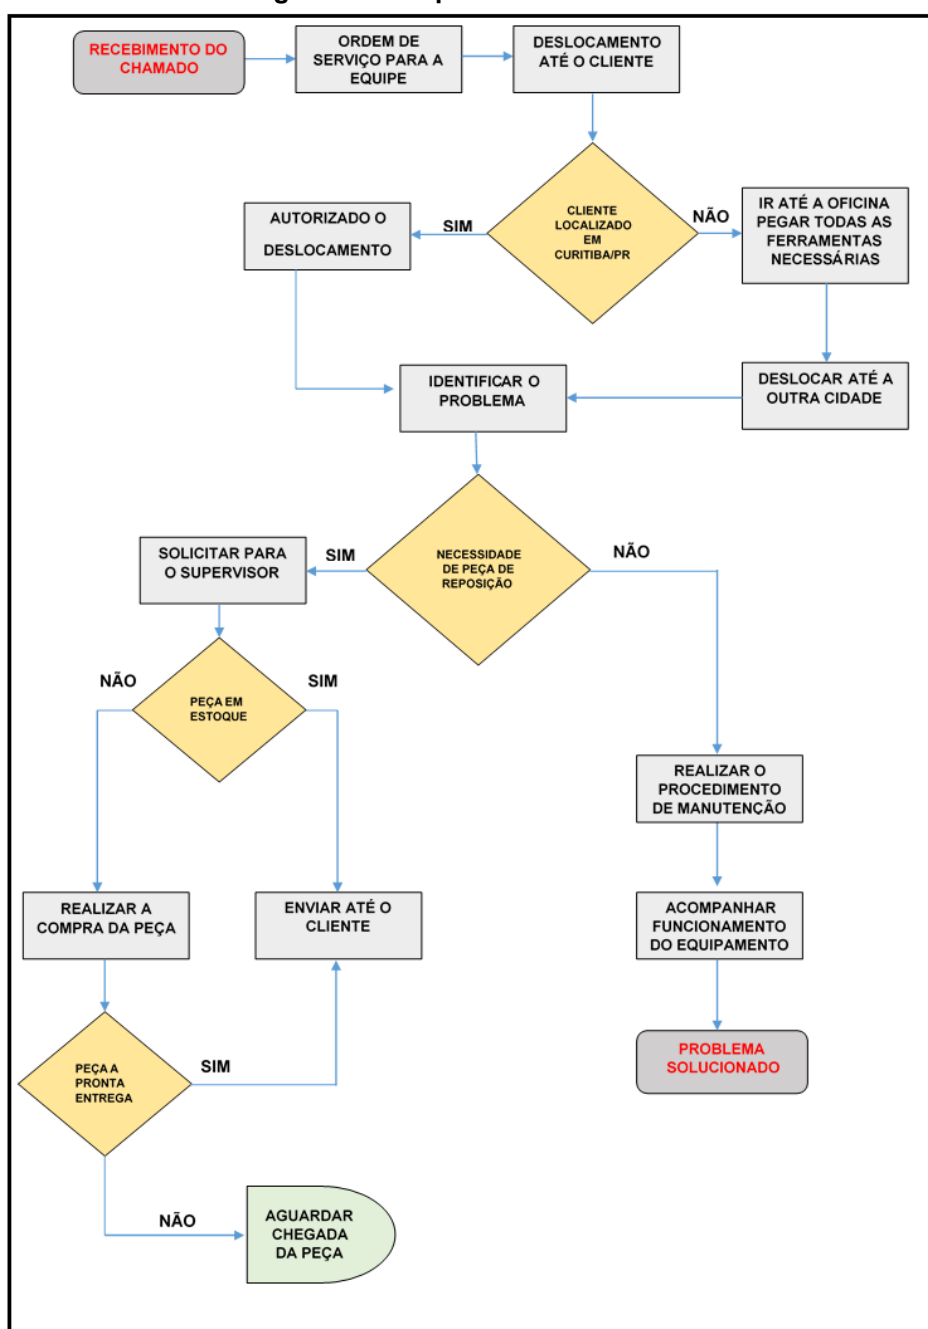 RECEBIMENTO DO
CHAMADO
ORDEM DE
SERVIÇO PARA A
EQUIPE
DESLOCAMENTO
ATÉ O CLIENTE
CLIENTE
LOCALIZADO
EM
CURITIBA/PR
SIM
NÃO
AUTORIZADO O
DESLOCAMENTO
IR ATÉ A OFICINA
PEGAR TODAS AS
FERRAMENTAS
NECESSÁRIAS
DESLOCAR ATÉ A
OUTRA CIDADE
IDENTIFICAR O
PROBLEMA
NECESSIDADE
DE PEÇA DE
REPOSIÇÃO
SIM
NÃO
SOLICITAR PARA
O SUPERVISOR
PEÇA EM
ESTOQUE
NÃO
SIM
REALIZAR O
PROCEDIMENTO
DE MANUTENÇÃO
REALIZAR A
COMPRA DA PEÇA
ENVIAR ATÉ O
CLIENTE
ACOMPANHAR
FUNCIONAMENTO
DO EQUIPAMENTO
PEÇA A
PRONTA
ENTREGA
SIM
PROBLEMA
SOLUCIONADO
NÃO
AGUARDAR
CHEGADA
DA PEÇA